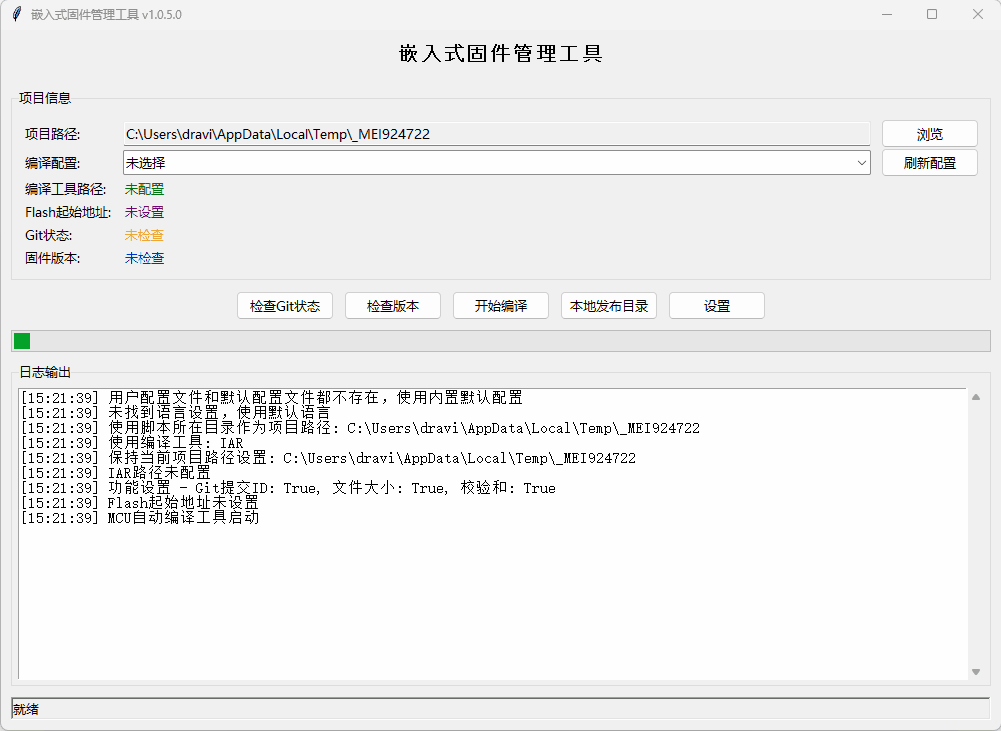 嵌入式固件管理工具 v1.0.5.0
嵌入式固件管理工具
项目信息
项目路径: C:\Users\dravi\AppData\Local\Temp\_MEI924722 浏览
编译配置: 未选择 刷新配置
编译工具路径: 未配置
Flash起始地址: 未设置
Git状态: 未检查
固件版本: 未检查
检查Git状态 检查版本 开始编译 本地发布目录 设置
日志输出
[15:21:39] 用户配置文件和默认配置文件都不存在，使用内置默认配置
[15:21:39] 未找到语言设置，使用默认语言
[15:21:39] 使用脚本所在目录作为项目路径: C:\Users\dravi\AppData\Local\Temp\_MEI924722
[15:21:39] 使用编译工具: IAR
[15:21:39] 保持当前项目路径设置: C:\Users\dravi\AppData\Local\Temp\_MEI924722
[15:21:39] IAR路径未配置
[15:21:39] 功能设置 - Git提交ID: True, 文件大小: True, 校验和: True
[15:21:39] Flash起始地址未设置
[15:21:39] MCU自动编译工具启动
就绪